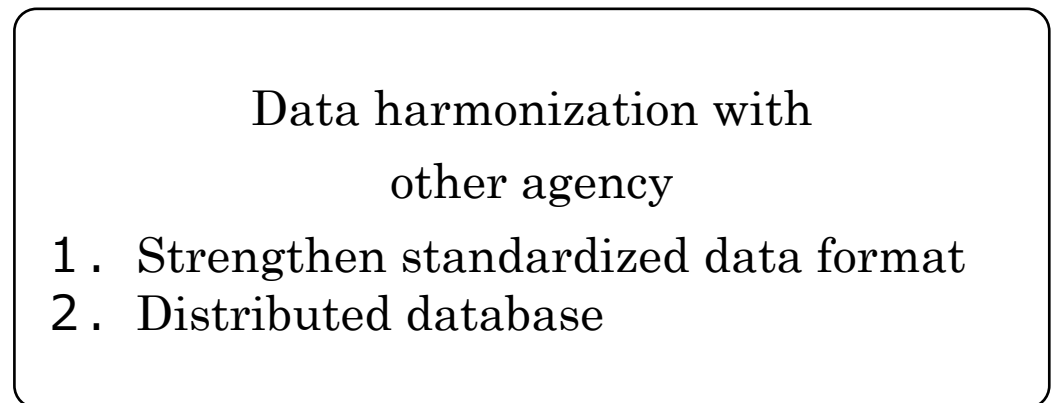 Data harmonization with
other agency
1. Strengthen standardized data format
2. Distributed database